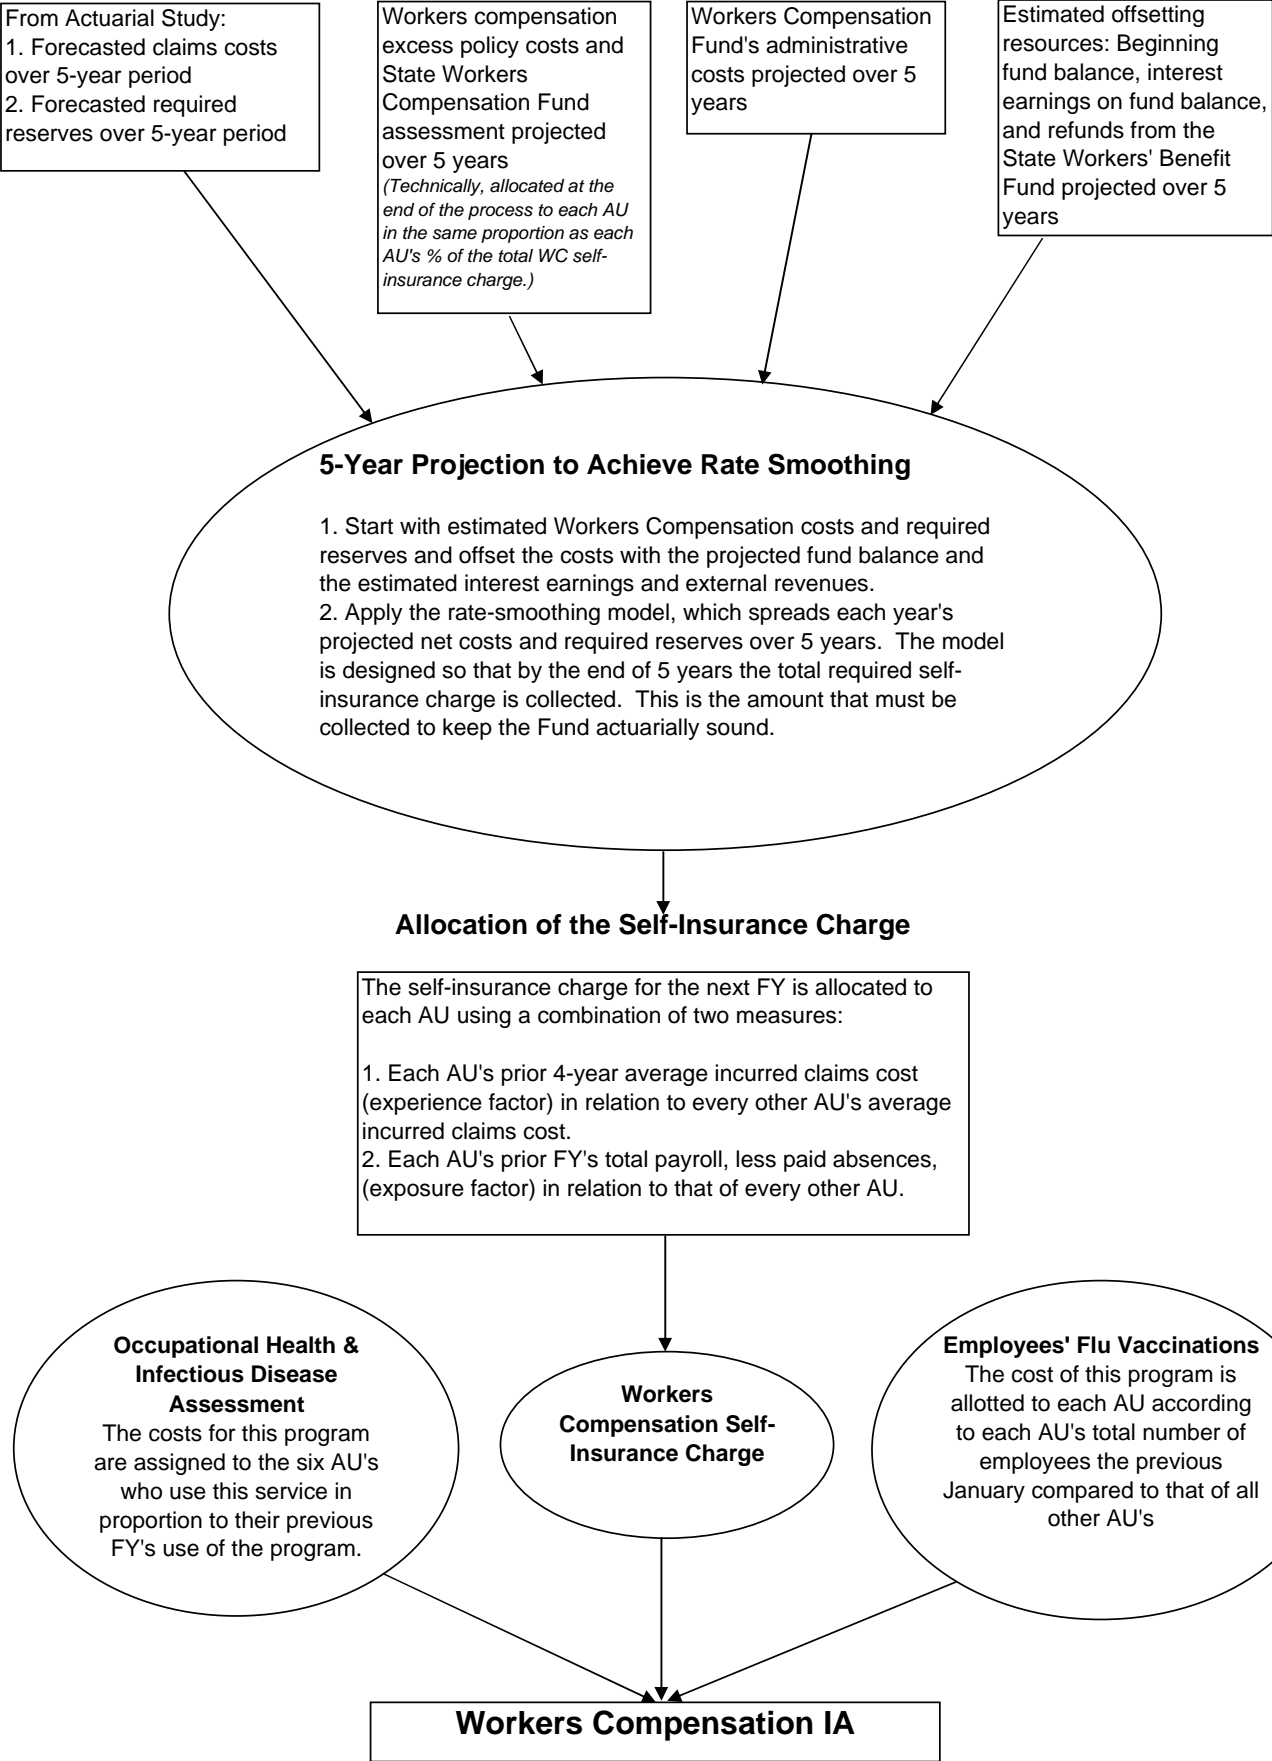 From Actuarial Study:
1. Forecasted claims costs
over 5-year period
2. Forecasted required
reserves over 5-year period
Workers compensation
excess policy costs and
State Workers
Compensation Fund
assessment projected
over 5 years
(Technically, allocated at the
end of the process to each AU
in the same proportion as each
AU's % of the total WC self-
insurance charge.)
Workers Compensation
Fund's administrative
costs projected over 5
years
Estimated offsetting
resources: Beginning
fund balance, interest
earnings on fund balance,
and refunds from the
State Workers' Benefit
Fund projected over 5
years
5-Year Projection to Achieve Rate Smoothing
1. Start with estimated Workers Compensation costs and required
reserves and offset the costs with the projected fund balance and
the estimated interest earnings and external revenues.
2. Apply the rate-smoothing model, which spreads each year's
projected net costs and required reserves over 5 years.  The model
is designed so that by the end of 5 years the total required self-
insurance charge is collected.  This is the amount that must be
collected to keep the Fund actuarially sound.
Allocation of the Self-Insurance Charge
The self-insurance charge for the next FY is allocated to
each AU using a combination of two measures:
1. Each AU's prior 4-year average incurred claims cost
(experience factor) in relation to every other AU's average
incurred claims cost.
2. Each AU's prior FY's total payroll, less paid absences,
(exposure factor) in relation to that of every other AU.
Occupational Health &
Infectious Disease
Assessment
The costs for this program
are assigned to the six AU's
who use this service in
proportion to their previous
FY's use of the program.
Workers
Compensation Self-
Insurance Charge
Employees' Flu Vaccinations
The cost of this program is
allotted to each AU according
to each AU's total number of
employees the previous
January compared to that of all
other AU's
Workers Compensation IA